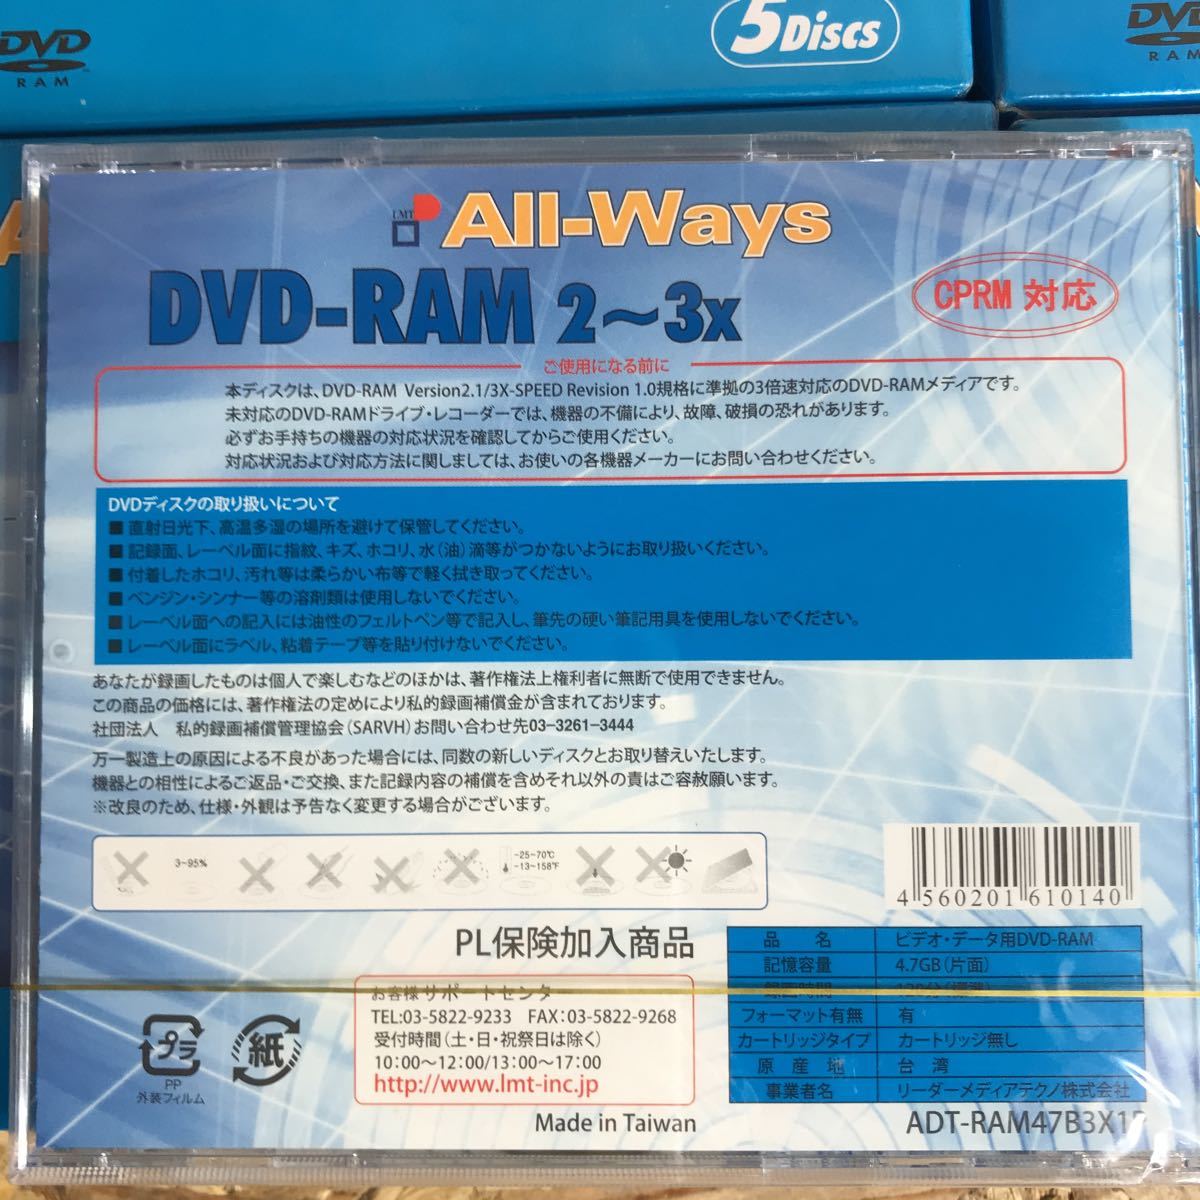 DVD
RAM
5Discs
DVD
RAM
LMT
All-Ways
DVD-RAM 2~3x
CPRM 対応
ご使用になる前に
本ディスクは、DVD-RAM Version2.1/3X-SPEED Revision 1.0規格に準拠の3倍速対応のDVD-RAMメディアです。
未対応のDVD-RAMドライブ・レコーダーでは、機器の不備により、故障、破損の恐れがあります。
必ずお手持ちの機器の対応状況を確認してからご使用ください。
対応状況および対応方法に関しましては、お使いの各機器メーカーにお問い合わせください。
DVDディスクの取り扱いについて
■ 直射日光下、高温多湿の場所を避けて保管してください。
■ 記録面、レーベル面に指紋、キズ、ホコリ、水(油)滴等がつかないようにお取り扱いください。
■ 付着したホコリ、汚れ等は柔らかい布等で軽く拭き取ってください。
■ ベンジン・シンナー等の溶剤類は使用しないでください。
■ レーベル面への記入には油性のフェルトペン等で記入し、筆先の硬い筆記用具を使用しないでください。
■ レーベル面にラベル、粘着テープ等を貼り付けないでください。
あなたが録画したものは個人で楽しむなどのほかは、著作権法上権利者に無断で使用できません。
この商品の価格には、著作権法の定めにより私的録画補償金が含まれております。
社団法人 私的録画補償管理協会(SARVH)お問い合わせ先03-3261-3444
万一製造上の原因による不良があった場合には、同数の新しいディスクとお取り替えいたします。
機器との相性によるご返品・ご交換、また記録内容の補償を含めそれ以外の責はご容赦願います。
※改良のため、仕様・外観は予告なく変更する場合がございます。
3~95%
-25~70℃
-13~158°F
4 560201 610140
PL保険加入商品
品名 ビデオ・データ用DVD-RAM
記憶容量 4.7GB(片面)
録画時間 120分(標準)
フォーマット有無 有
カートリッジタイプ カートリッジ無し
原産地 台湾
事業者名 リーダーメディアテクノ株式会社
お客様サポートセンタ
TEL:03-5822-9233 FAX:03-5822-9268
受付時間(土・日・祝祭日は除く)
10:00~12:00/13:00~17:00
http://www.lmt-inc.jp
プラ
PP
外装フィルム
紙
Made in Taiwan
ADT-RAM47B3X1P